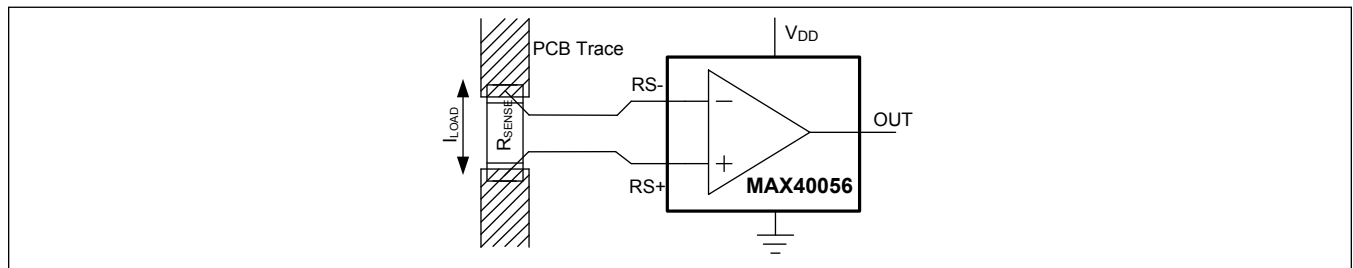 PCB Trace
V_DD
RS-
I_LOAD
R_SENSE
−
OUT
+
RS+
MAX40056